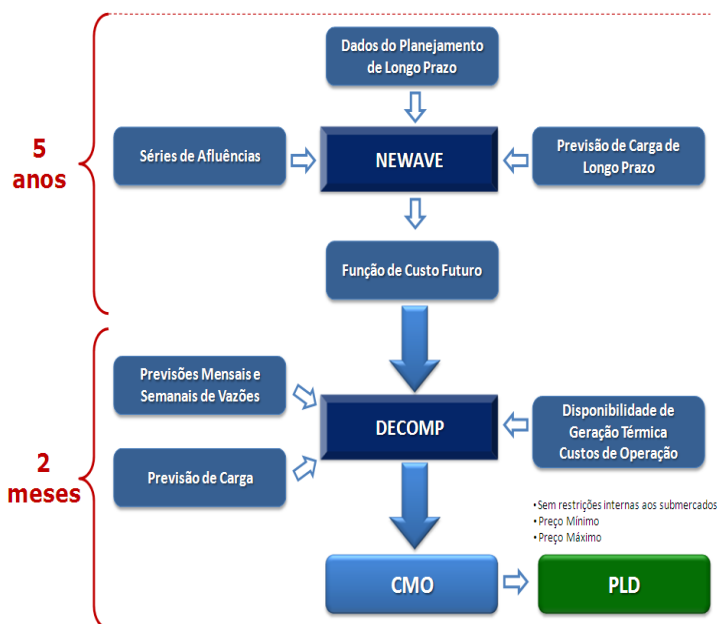 Dados do Planejamento
de Longo Prazo
5
anos
Séries de Afluências
NEWAVE
Previsão de Carga de
Longo Prazo
Função de Custo Futuro
Previsões Mensais e
Semanais de Vazões
DECOMP
Disponibilidade de
Geração Térmica
Custos de Operação
2
meses
Previsão de Carga
•Sem restrições internas aos submercados
•Preço Mínimo
•Preço Máximo
CMO
PLD